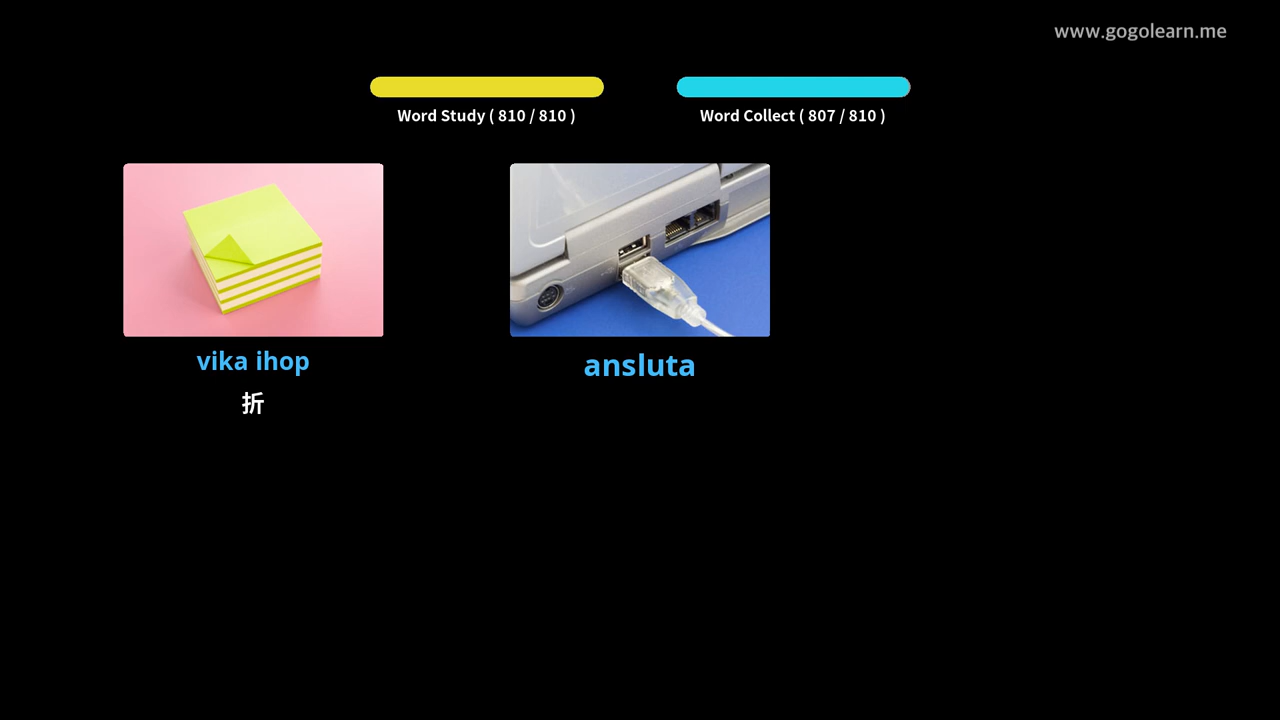 www.gogolearn.me
Word Study ( 810 / 810 )
Word Collect ( 807 / 810 )
vika ihop
折
ansluta